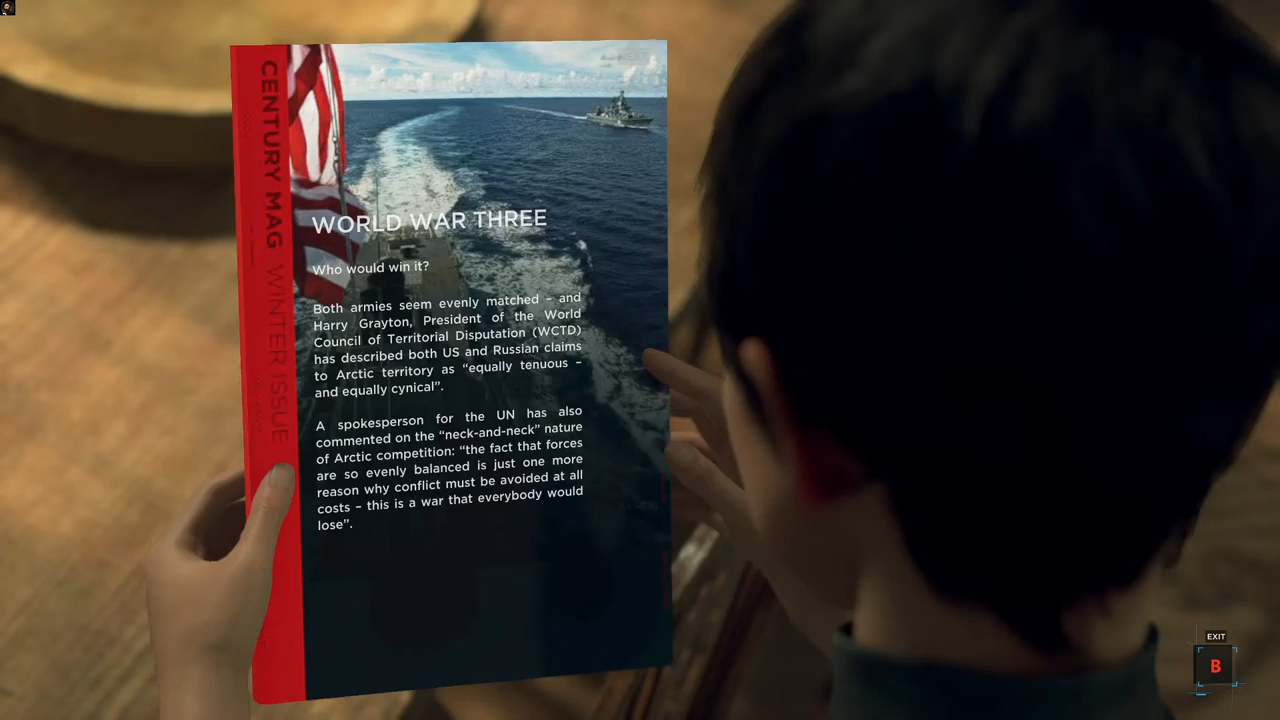 CENTURY MAG WINTER ISSUE
WORLD WAR THREE
Who would win it?
Both armies seem evenly matched – and
Harry Grayton, President of the World
Council of Territorial Disputation (WCTD)
has described both US and Russian claims
to Arctic territory as “equally tenuous –
and equally cynical”.
A spokesperson for the UN has also
commented on the “neck-and-neck” nature
of Arctic competition: “the fact that forces
are so evenly balanced is just one more
reason why conflict must be avoided at all
costs – this is a war that everybody would
lose”.
EXIT
B